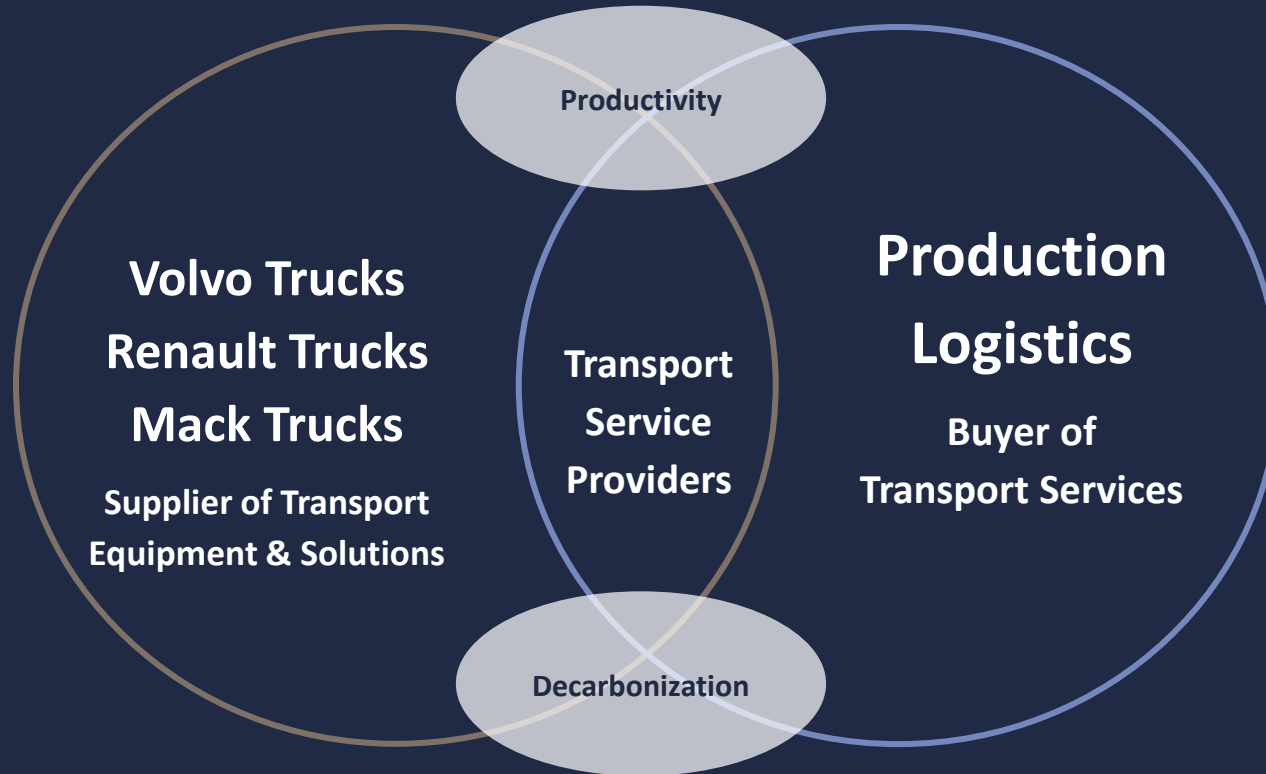 Productivity
Volvo Trucks
Renault Trucks
Mack Trucks
Supplier of Transport
Equipment & Solutions
Transport
Service
Providers
Production
Logistics
Buyer of
Transport Services
Decarbonization